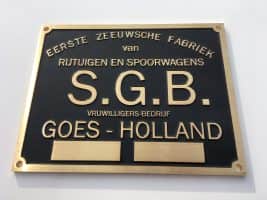 EERSTE ZEEUWSCHE FABRIEK
van
RIJTUIGEN EN SPOORWAGENS
S.G.B.
VRIJWILLIGERS-BEDRIJF
GOES - HOLLAND